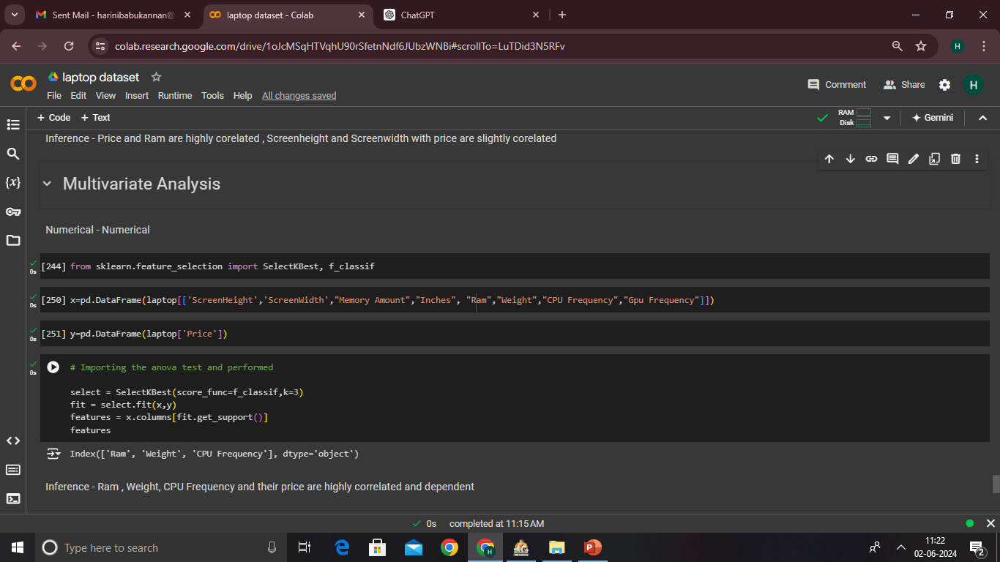 Sent Mail - harinibabukannan@
laptop dataset - Colab
ChatGPT
colab.research.google.com/drive/1oJcMSqHTVqhU90rSfetnNdf6JUbzWNBi#scrollTo=LuTDid3N5RFv
H
laptop dataset
Comment Share H
File Edit View Insert Runtime Tools Help All changes saved
+ Code + Text RAM Disk Gemini
Inference - Price and Ram are highly corelated , Screenheight and Screenwidth with price are slightly corelated
Multivariate Analysis
Numerical - Numerical
0s [244] from sklearn.feature_selection import SelectKBest, f_classif
0s [250] x=pd.DataFrame(laptop[['ScreenHeight','ScreenWidth',"Memory Amount","Inches", "Ram","Weight","CPU Frequency","Gpu Frequency"]])
0s [251] y=pd.DataFrame(laptop['Price'])
0s # Importing the anova test and performed
select = SelectKBest(score_func=f_classif,k=3)
fit = select.fit(x,y)
features = x.columns[fit.get_support()]
features
Index(['Ram', 'Weight', 'CPU Frequency'], dtype='object')
Inference - Ram , Weight, CPU Frequency and their price are highly correlated and dependent
0s completed at 11:15 AM
Type here to search
11:22
02-06-2024
2